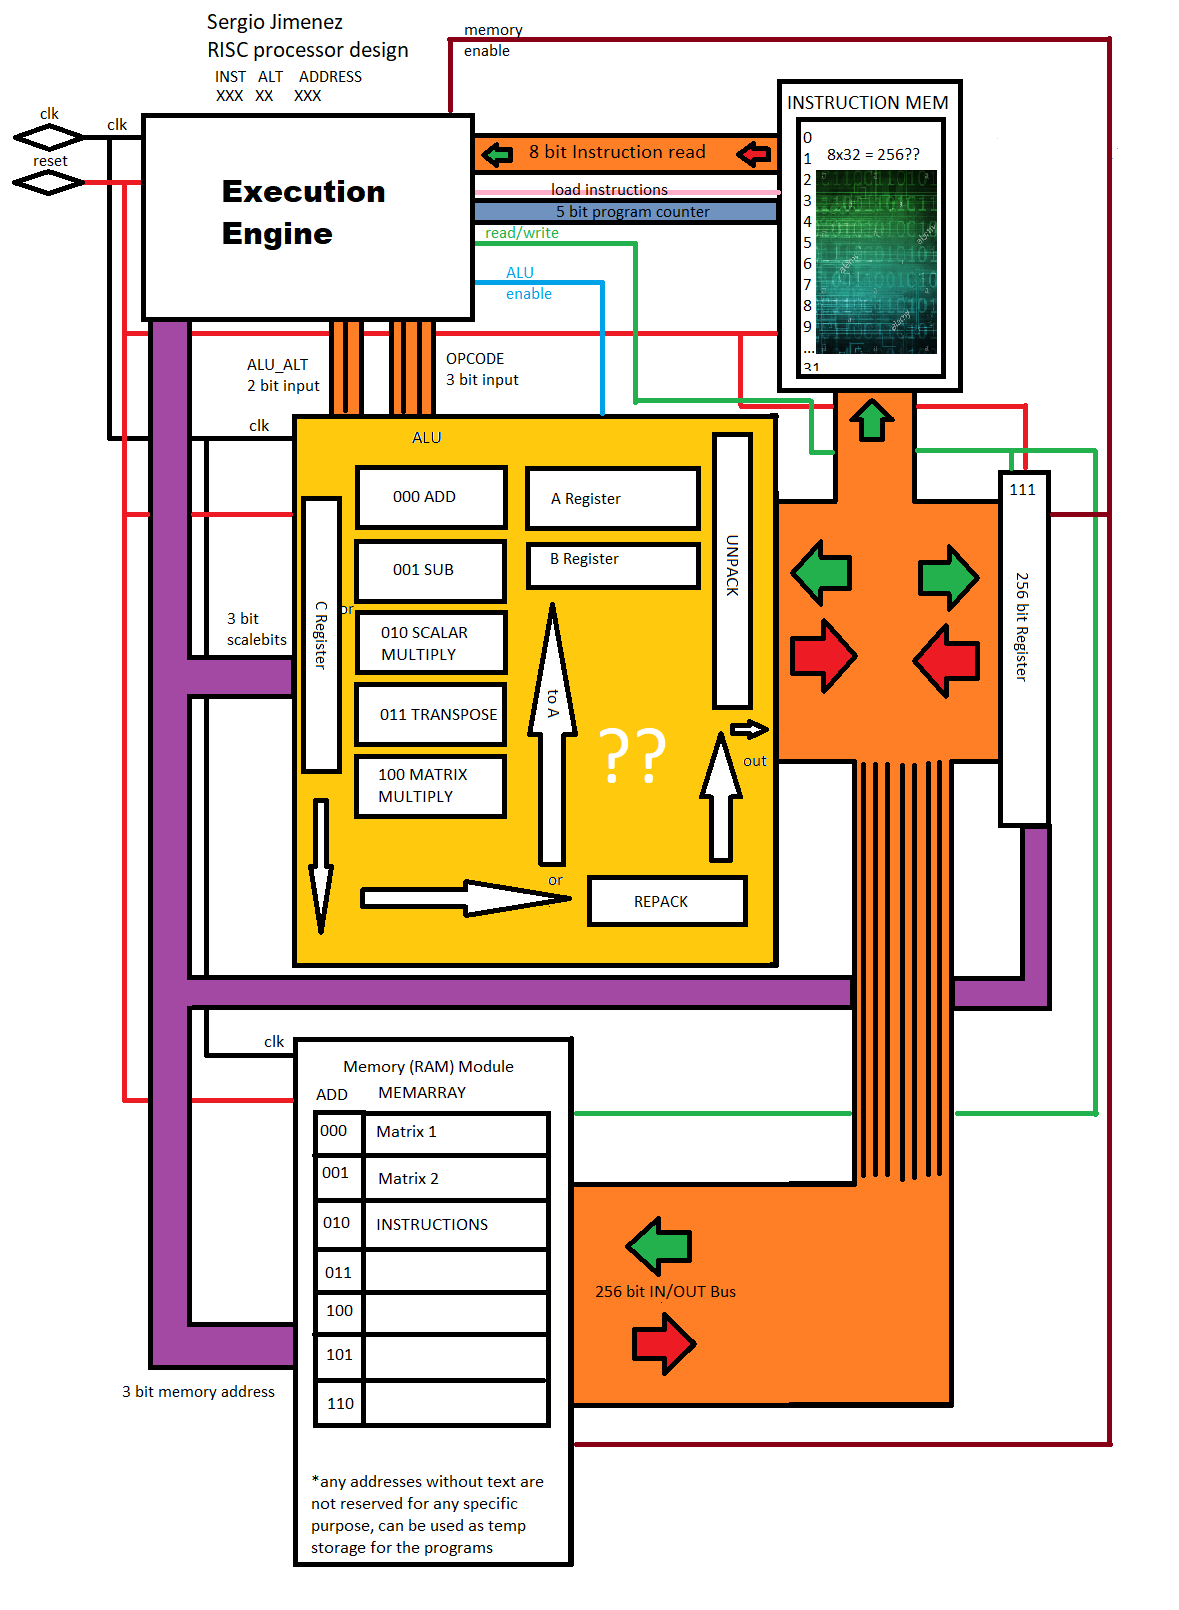 Sergio Jimenez
RISC processor design
INST ALT ADDRESS
XXX XX XXX
memory
enable
clk
clk
reset
Execution
Engine
8 bit Instruction read
load instructions
5 bit program counter
read/write
ALU
enable
INSTRUCTION MEM
0
1
2
3
4
5
6
7
8
9
...
31
8x32 = 256??
alamy
alamy
alamy
ALU_ALT
2 bit input
OPCODE
3 bit input
clk
ALU
000 ADD
001 SUB
010 SCALAR
MULTIPLY
011 TRANSPOSE
100 MATRIX
MULTIPLY
C Register
or
A Register
B Register
UNPACK
to A
??
out
or
REPACK
3 bit
scalebits
111
256 bit Register
clk
Memory (RAM) Module
ADD MEMARRAY
000 Matrix 1
001 Matrix 2
010 INSTRUCTIONS
011
100
101
110
3 bit memory address
256 bit IN/OUT Bus
*any addresses without text are
not reserved for any specific
purpose, can be used as temp
storage for the programs